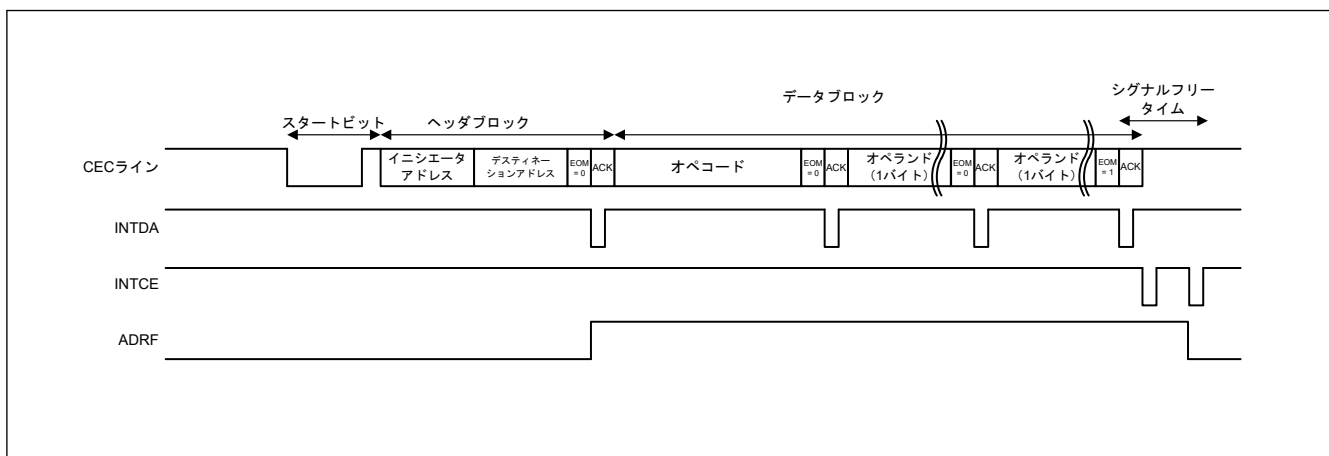 シグナルフリー
タイム
データブロック
スタートビット
ヘッダブロック
CECライン
イニシエータ
アドレス
デスティネー
ションアドレス
EOM
= 0
ACK
オペコード
EOM
= 0
ACK
オペランド
(1バイト)
EOM
= 0
ACK
オペランド
(1バイト)
EOM
= 1
ACK
INTDA
INTCE
ADRF